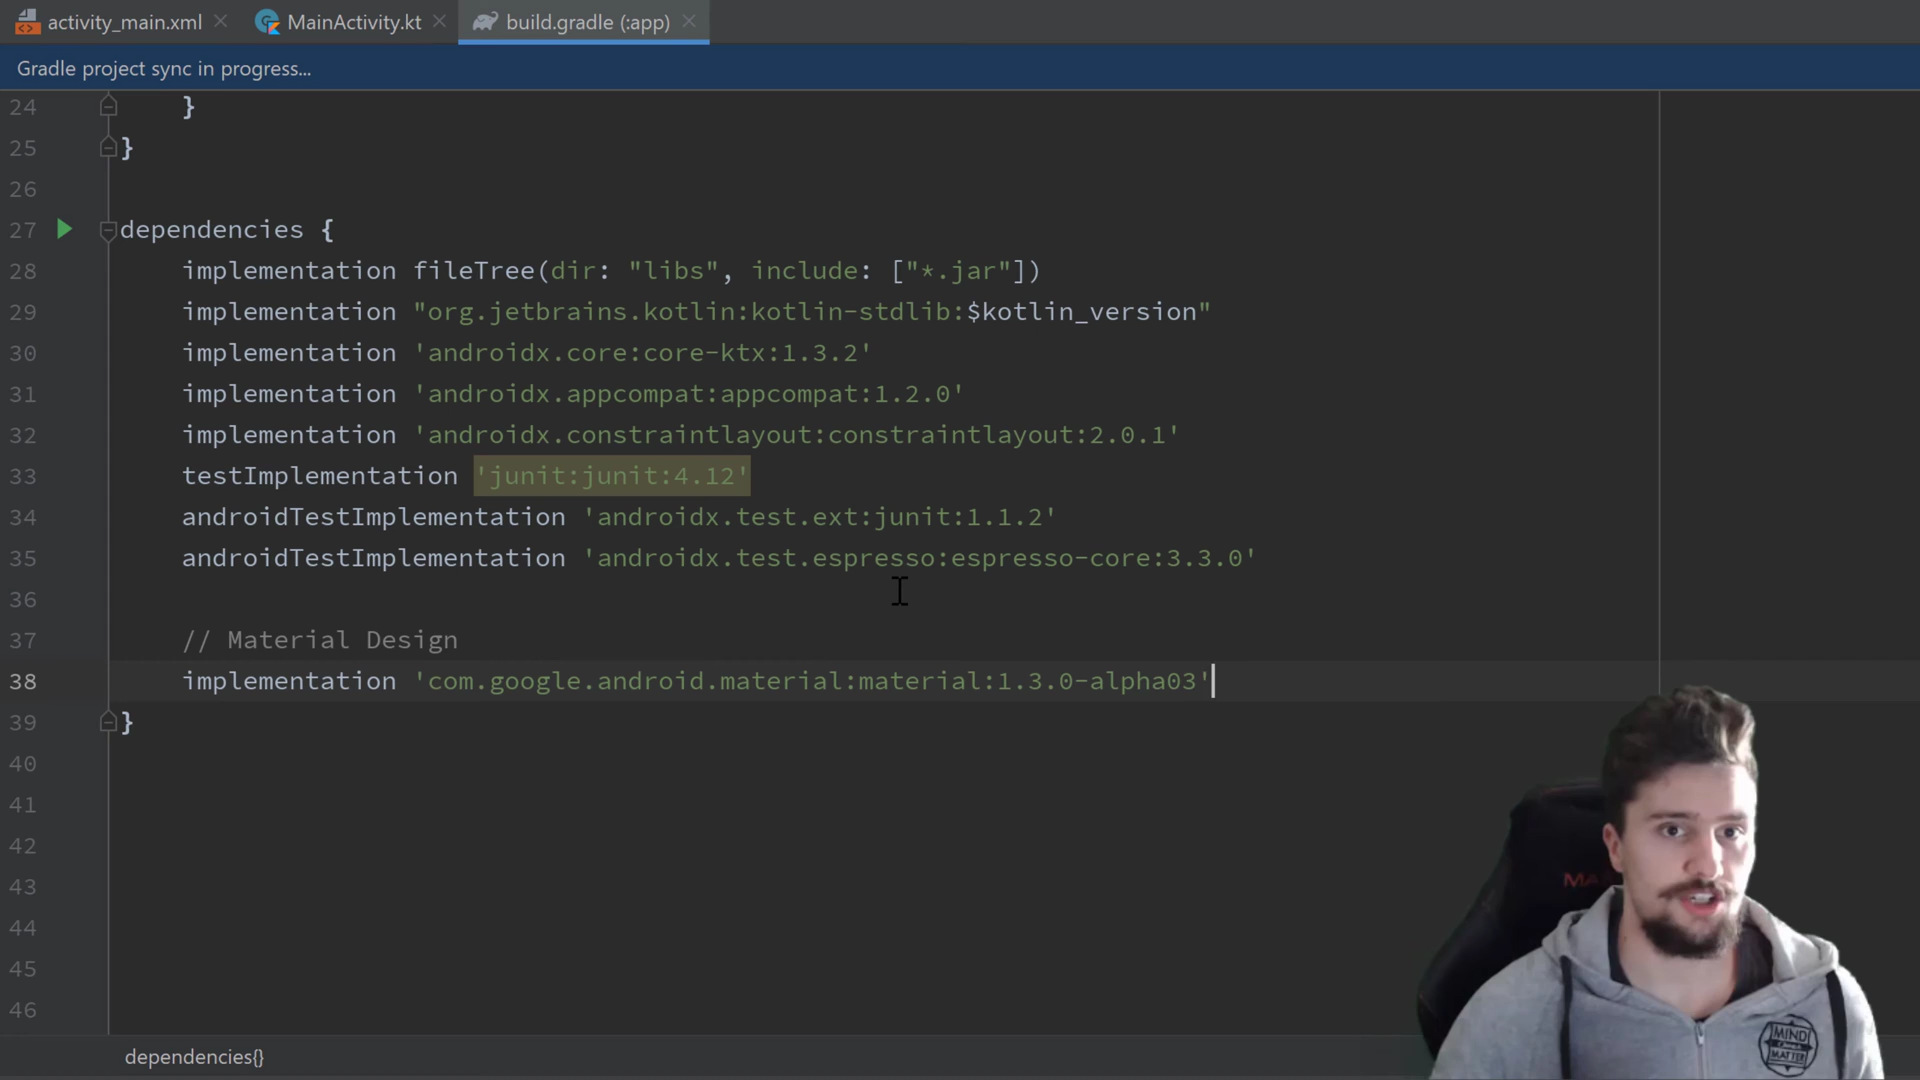 activity_main.xml
MainActivity.kt
build.gradle (:app)
Gradle project sync in progress...
24 }
25 }
26
27 dependencies {
28 implementation fileTree(dir: "libs", include: ["*.jar"])
29 implementation "org.jetbrains.kotlin:kotlin-stdlib:$kotlin_version"
30 implementation 'androidx.core:core-ktx:1.3.2'
31 implementation 'androidx.appcompat:appcompat:1.2.0'
32 implementation 'androidx.constraintlayout:constraintlayout:2.0.1'
33 testImplementation 'junit:junit:4.12'
34 androidTestImplementation 'androidx.test.ext:junit:1.1.2'
35 androidTestImplementation 'androidx.test.espresso:espresso-core:3.3.0'
36
37 // Material Design
38 implementation 'com.google.android.material:material:1.3.0-alpha03'
39 }
40
41
42
43
44
45
46
dependencies{}
MIND
MATTER